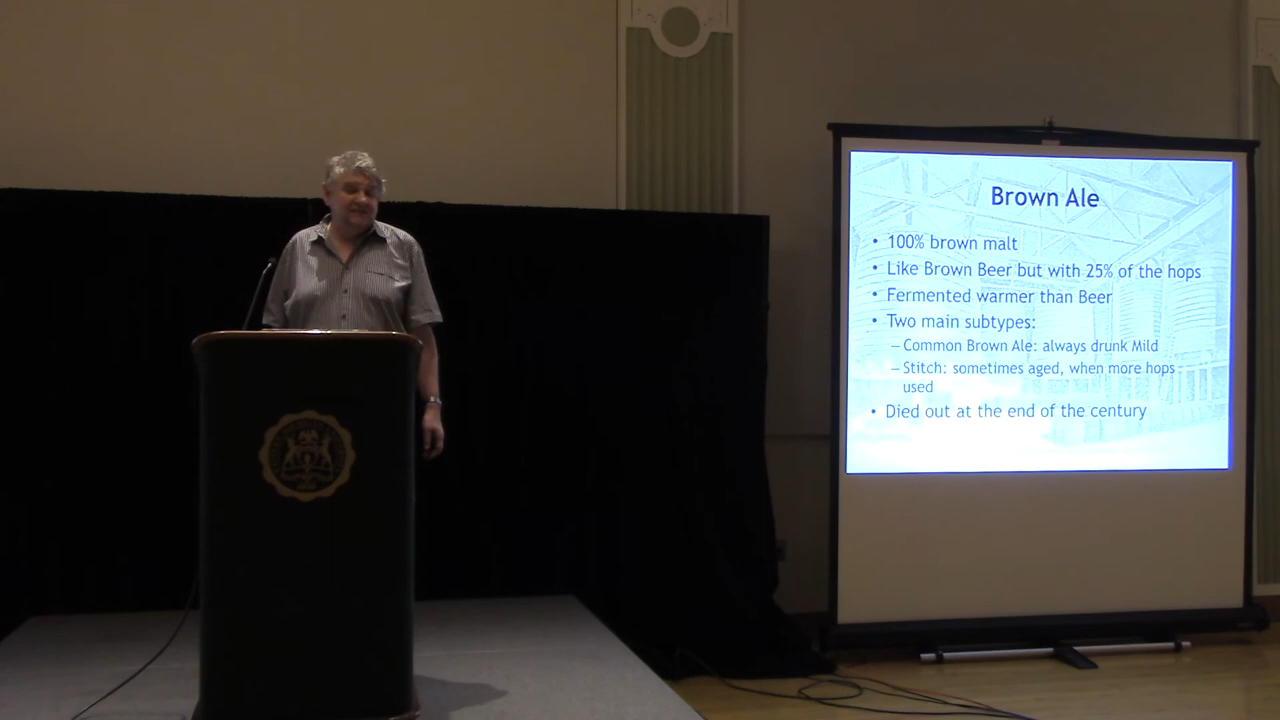 Brown Ale
• 100% brown malt
• Like Brown Beer but with 25% of the hops
• Fermented warmer than Beer
• Two main subtypes:
– Common Brown Ale: always drunk Mild
– Stitch: sometimes aged, when more hops
used
• Died out at the end of the century